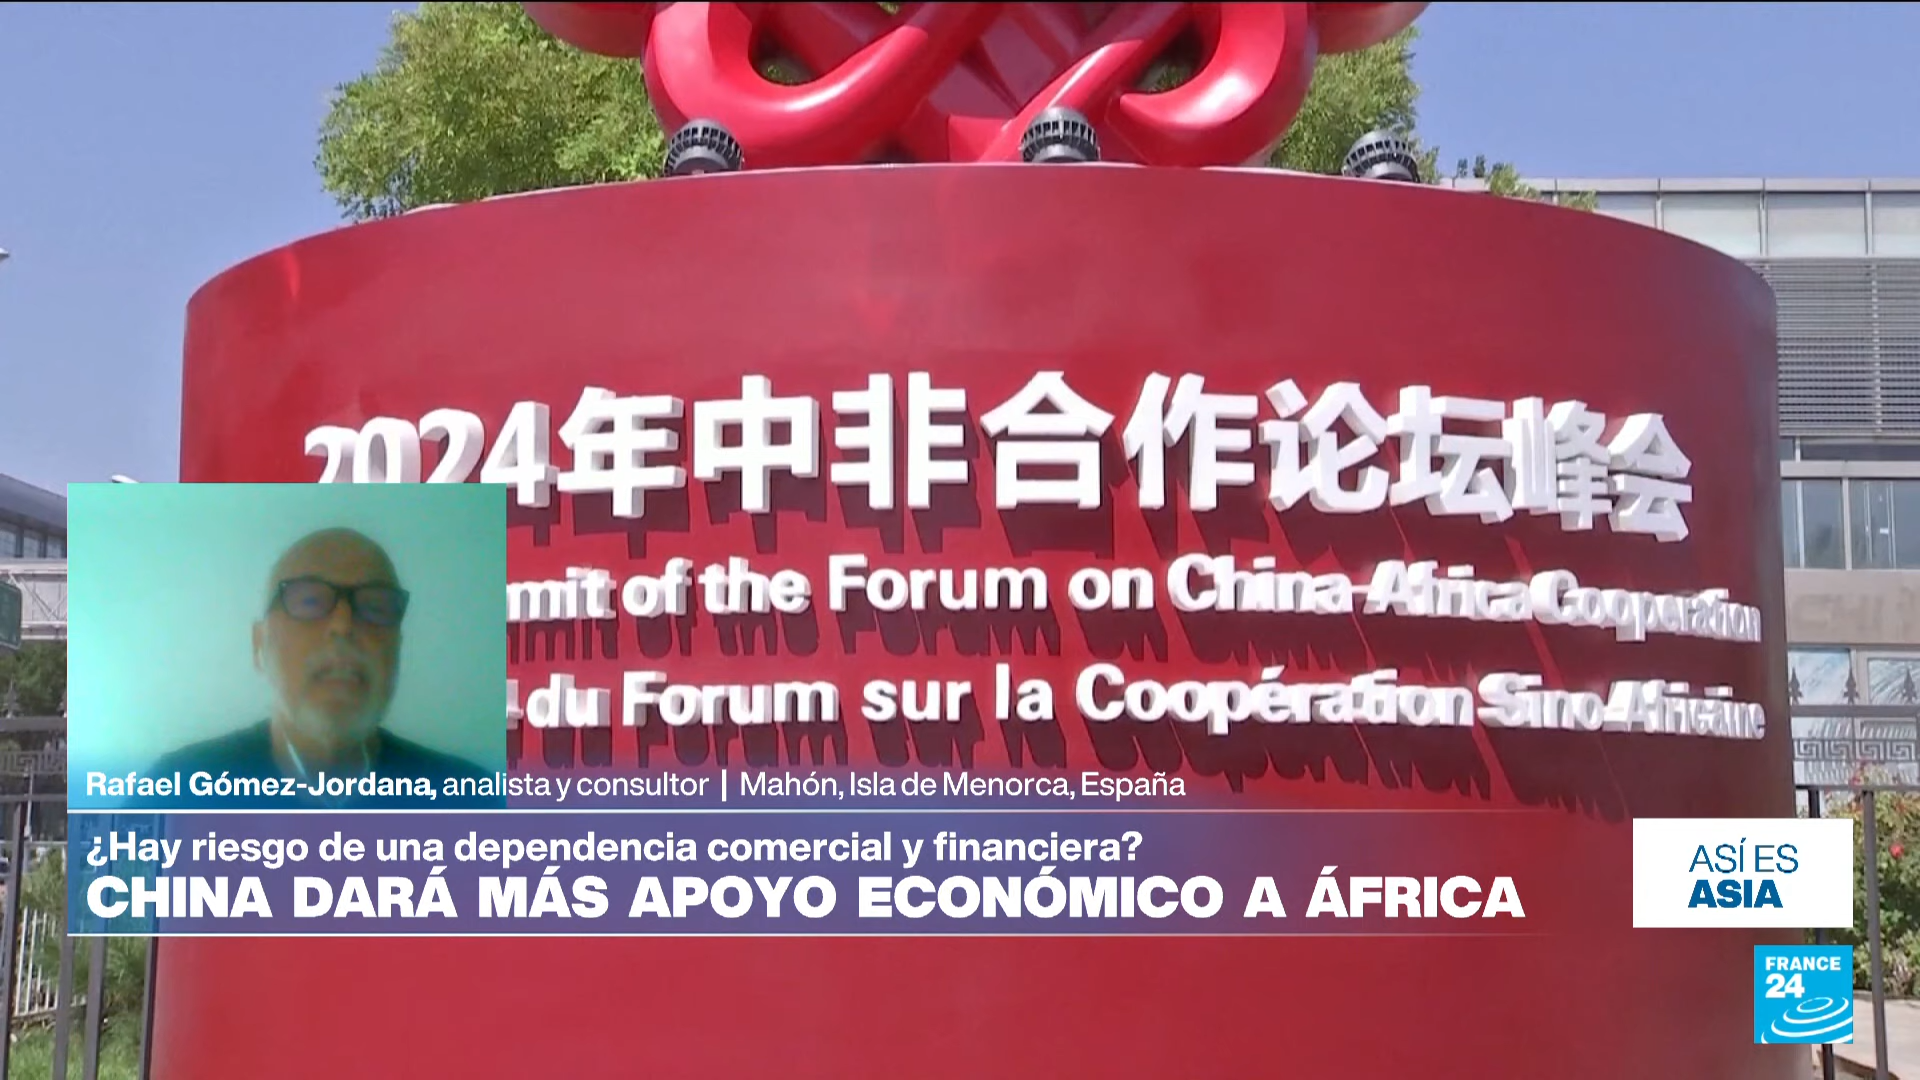 2024年中非合作论坛峰会
mit of the Forum on China-Africa Cooperation
du Forum sur la Coopération Sino-Africaine
Rafael Gómez-Jordana, analista y consultor | Mahón, Isla de Menorca, España
¿Hay riesgo de una dependencia comercial y financiera?
CHINA DARÁ MÁS APOYO ECONÓMICO A ÁFRICA
ASÍ ES
ASIA
FRANCE
24